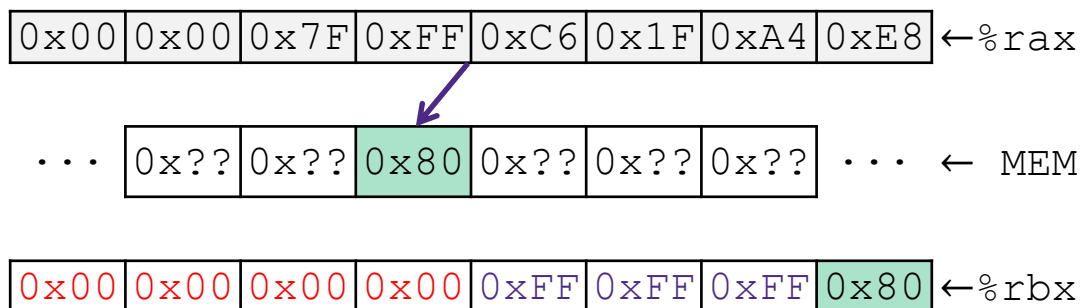 0x00 0x00 0x7F 0xFF 0xC6 0x1F 0xA4 0xE8 ←%rax
··· 0x?? 0x?? 0x80 0x?? 0x?? 0x?? ··· ← MEM
0x00 0x00 0x00 0x00 0xFF 0xFF 0xFF 0x80 ←%rbx